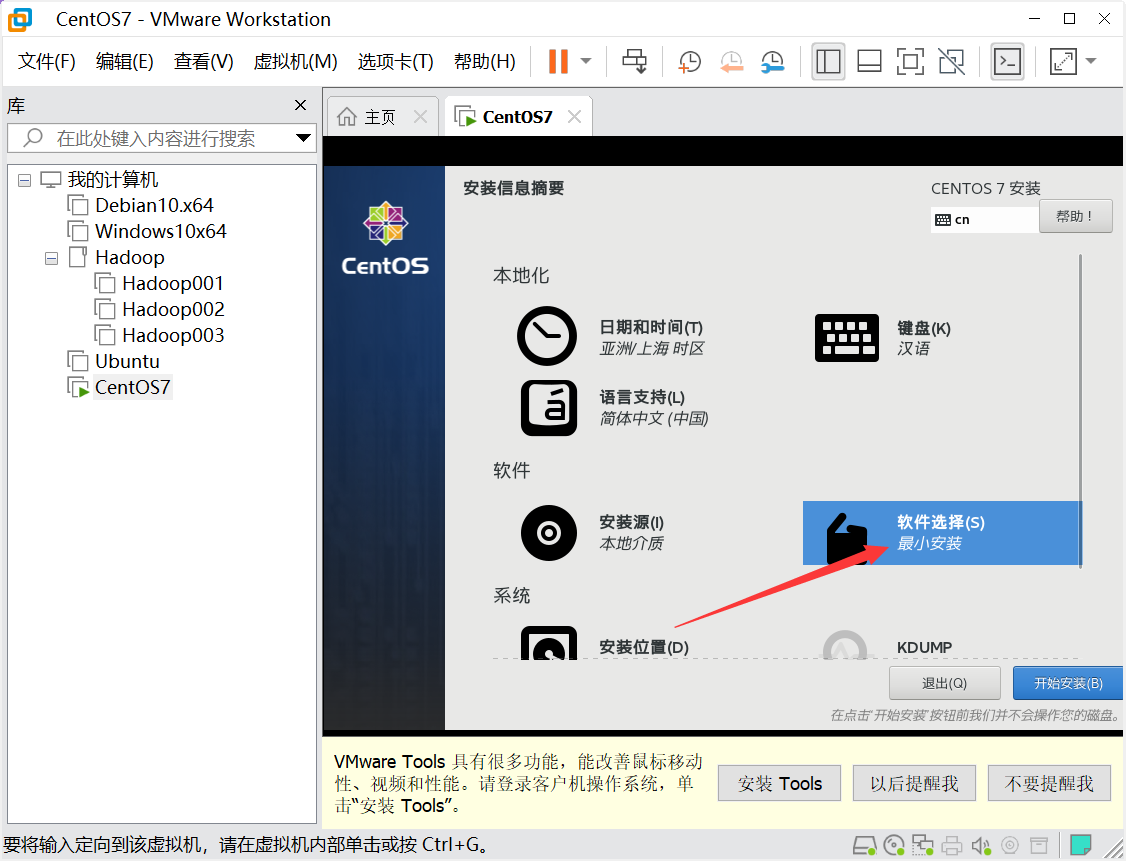 CentOS7 - VMware Workstation
文件(F) 编辑(E) 查看(V) 虚拟机(M) 选项卡(T) 帮助(H)
库
在此处键入内容进行搜索
我的计算机
Debian10.x64
Windows10x64
Hadoop
Hadoop001
Hadoop002
Hadoop003
Ubuntu
CentOS7
主页
CentOS7
CentOS
安装信息摘要
CENTOS 7 安装
cn
帮助！
本地化
日期和时间(T)
亚洲/上海 时区
键盘(K)
汉语
语言支持(L)
简体中文 (中国)
软件
安装源(I)
本地介质
软件选择(S)
最小安装
系统
安装位置(D)
KDUMP
退出(Q)
开始安装(B)
在点击'开始安装'按钮前我们并不会操作您的磁盘。
VMware Tools 具有很多功能，能改善鼠标移动
性、视频和性能。请登录客户机操作系统，单
击“安装 Tools”。
安装 Tools
以后提醒我
不要提醒我
要将输入定向到该虚拟机，请在虚拟机内部单击或按 Ctrl+G。